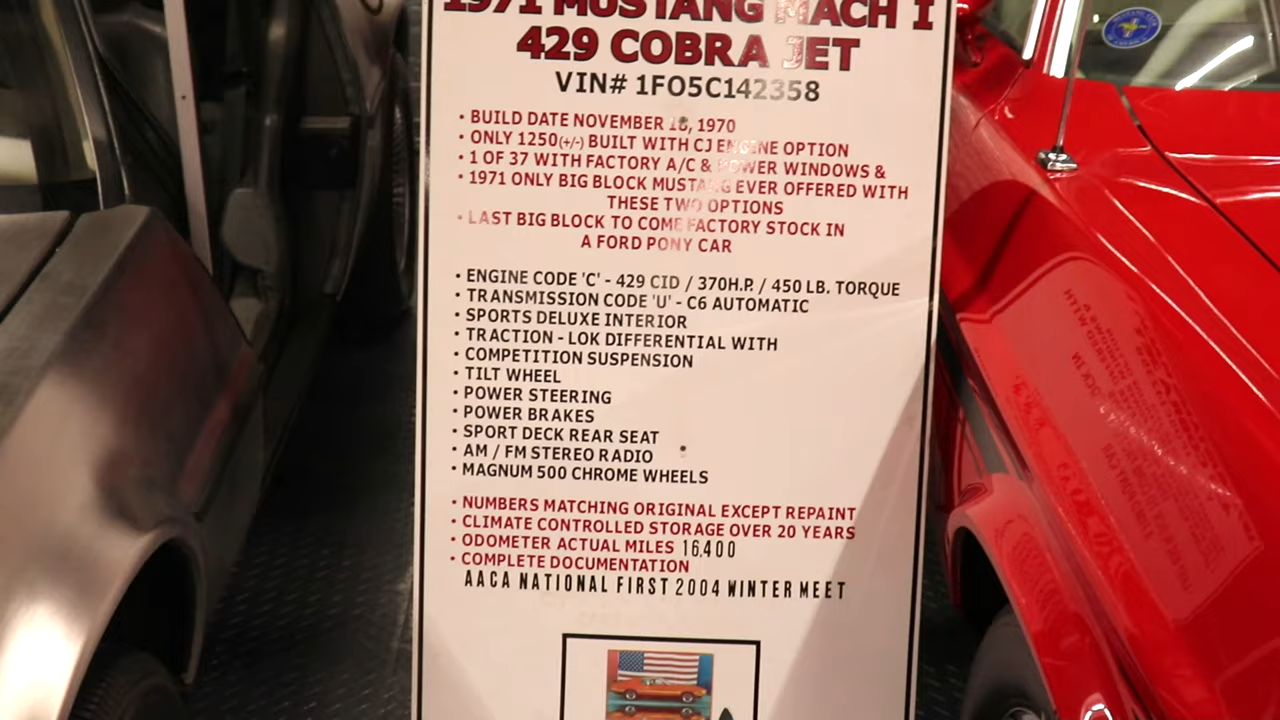 1971 MUSTANG MACH I
429 COBRA JET
VIN# 1FO5C142358
• BUILD DATE NOVEMBER 18, 1970
• ONLY 1250(+/-) BUILT WITH CJ ENGINE OPTION
• 1 OF 37 WITH FACTORY A/C & POWER WINDOWS &
• 1971 ONLY BIG BLOCK MUSTANG EVER OFFERED WITH
THESE TWO OPTIONS
• LAST BIG BLOCK TO COME FACTORY STOCK IN
A FORD PONY CAR
• ENGINE CODE 'C' - 429 CID / 370H.P. / 450 LB. TORQUE
• TRANSMISSION CODE 'U' - C6 AUTOMATIC
• SPORTS DELUXE INTERIOR
• TRACTION - LOK DIFFERENTIAL WITH
• COMPETITION SUSPENSION
• TILT WHEEL
• POWER STEERING
• POWER BRAKES
• SPORT DECK REAR SEAT
• AM / FM STEREO RADIO
• MAGNUM 500 CHROME WHEELS
• NUMBERS MATCHING ORIGINAL EXCEPT REPAINT
• CLIMATE CONTROLLED STORAGE OVER 20 YEARS
• ODOMETER ACTUAL MILES 16,400
• COMPLETE DOCUMENTATION
AACA NATIONAL FIRST 2004 WINTER MEET